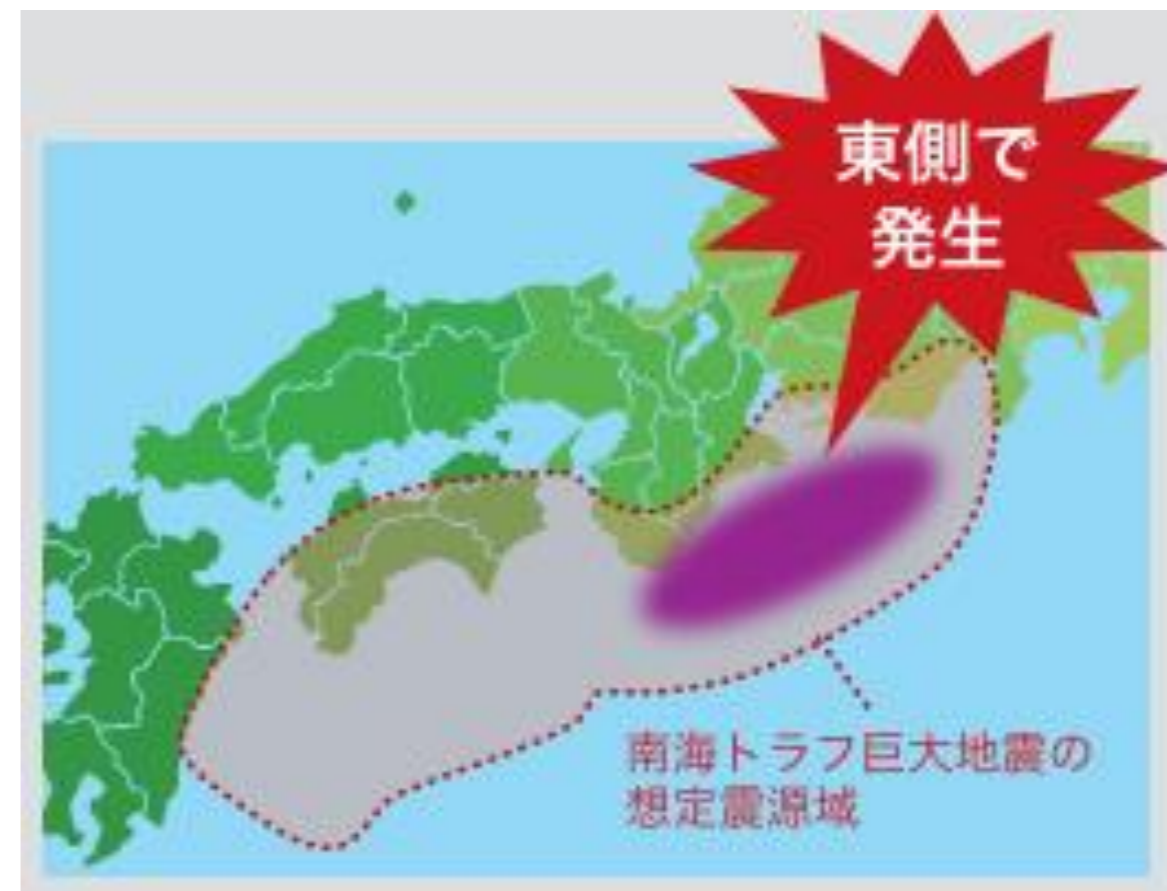 東側で
発生
南海トラフ巨大地震の
想定震源域